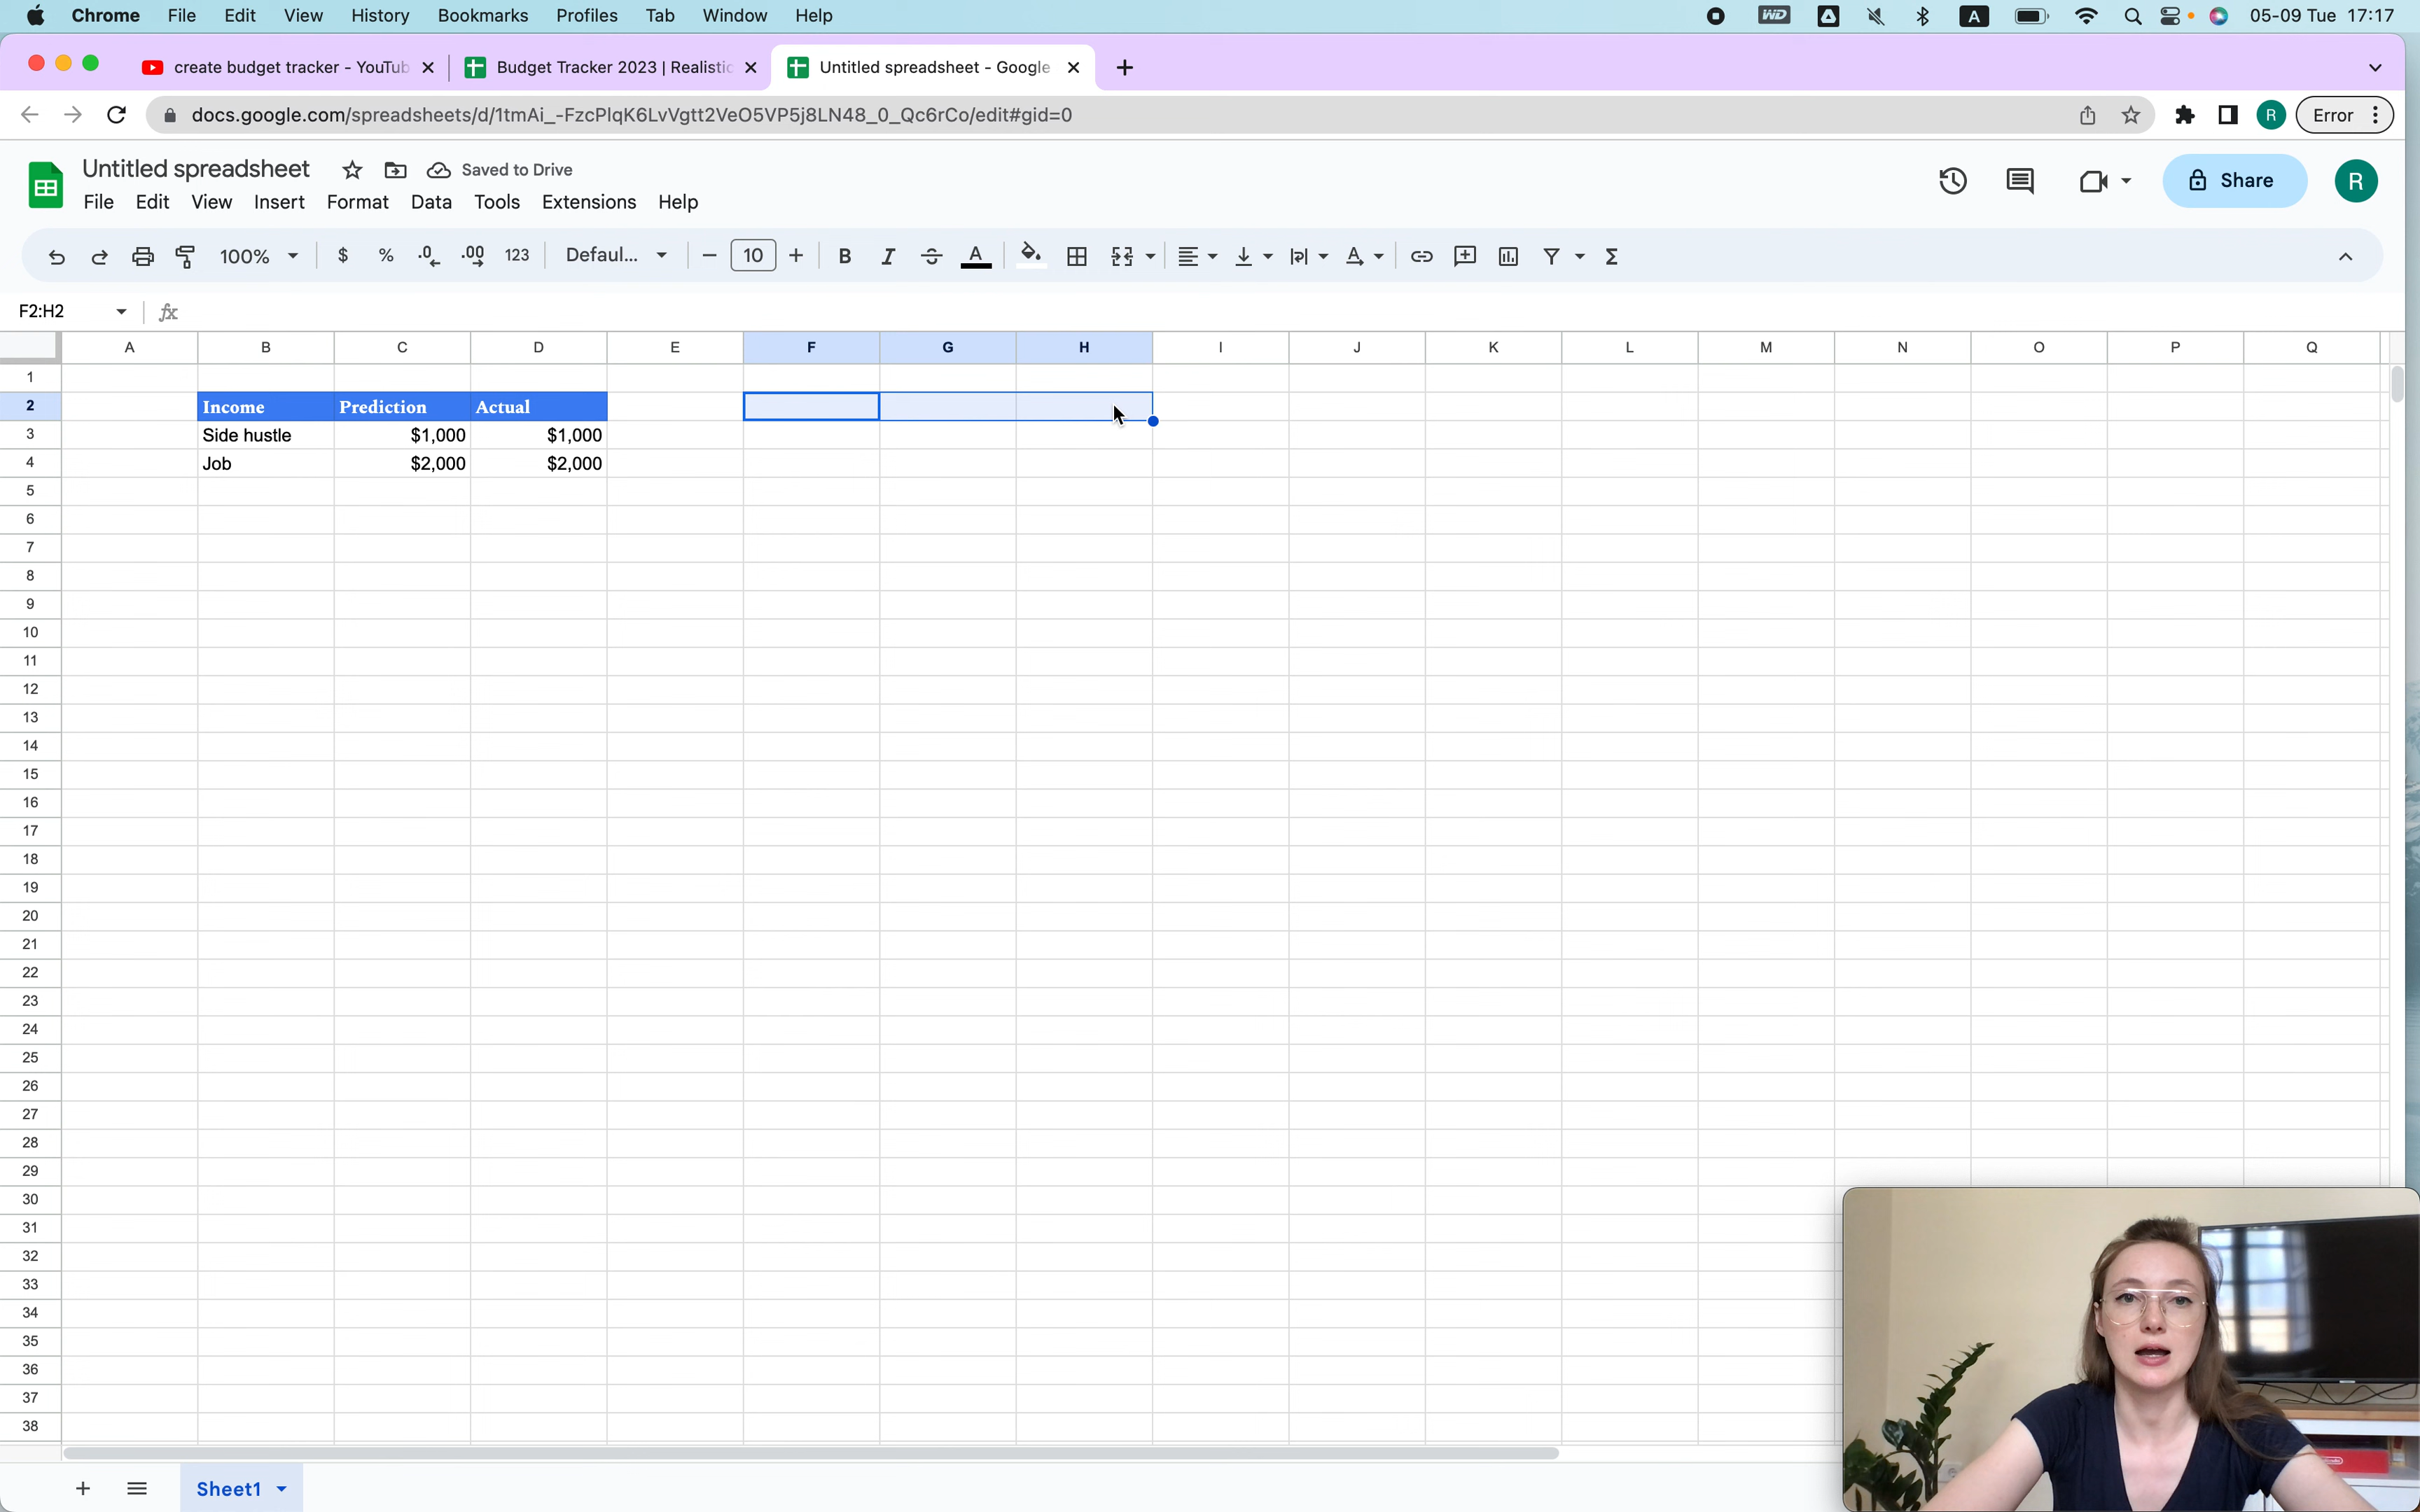 Chrome File Edit View History Bookmarks Profiles Tab Window Help WD A 05-09 Tue 17:17
create budget tracker - YouTub Budget Tracker 2023 | Realistic Untitled spreadsheet - Google
docs.google.com/spreadsheets/d/1tmAi_-FzcPlqK6LvVgtt2VeO5VP5j8LN48_0_Qc6rCo/edit#gid=0 R Error
Untitled spreadsheet Saved to Drive
File Edit View Insert Format Data Tools Extensions Help Share R
100% $ % .0 .00 123 Defaul... 10 B I S A Σ
F2:H2 fx
A B C D E F G H I J K L M N O P Q
1
2 Income Prediction Actual
3 Side hustle $1,000 $1,000
4 Job $2,000 $2,000
5
6
7
8
9
10
11
12
13
14
15
16
17
18
19
20
21
22
23
24
25
26
27
28
29
30
31
32
33
34
35
36
37
38
Sheet1